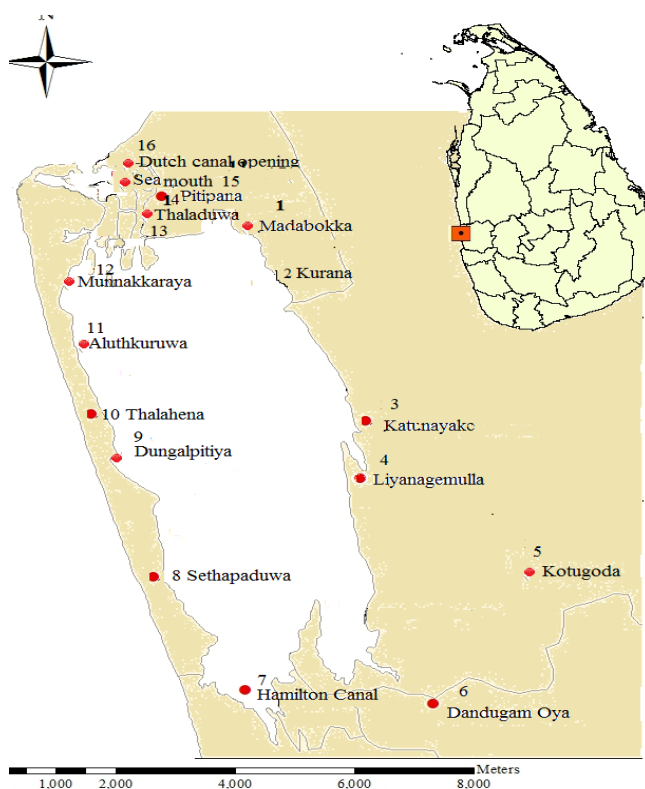 N
16
Dutch canal opening
Sea mouth 15
Pitipana
14
Thaladuwa
13
1
Madabokka
2 Kurana
12
Munnakkaraya
11
Aluthkuruwa
10 Thalahena
9
Dungalpitiya
3
Katunayake
4
Liyanagemulla
5
Kotugoda
8 Sethapaduwa
7
Hamilton Canal
6
Dandugam Oya
Meters
1,000 2,000 4,000 6,000 8,000